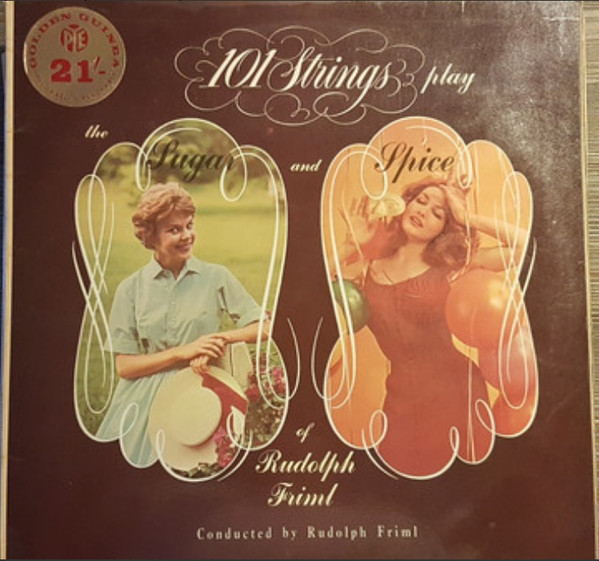 GOLDEN GUINEA
PYE
21/-
101 Strings play
the Sugar and Spice
of
Rudolph
Friml
Conducted by Rudolph Friml